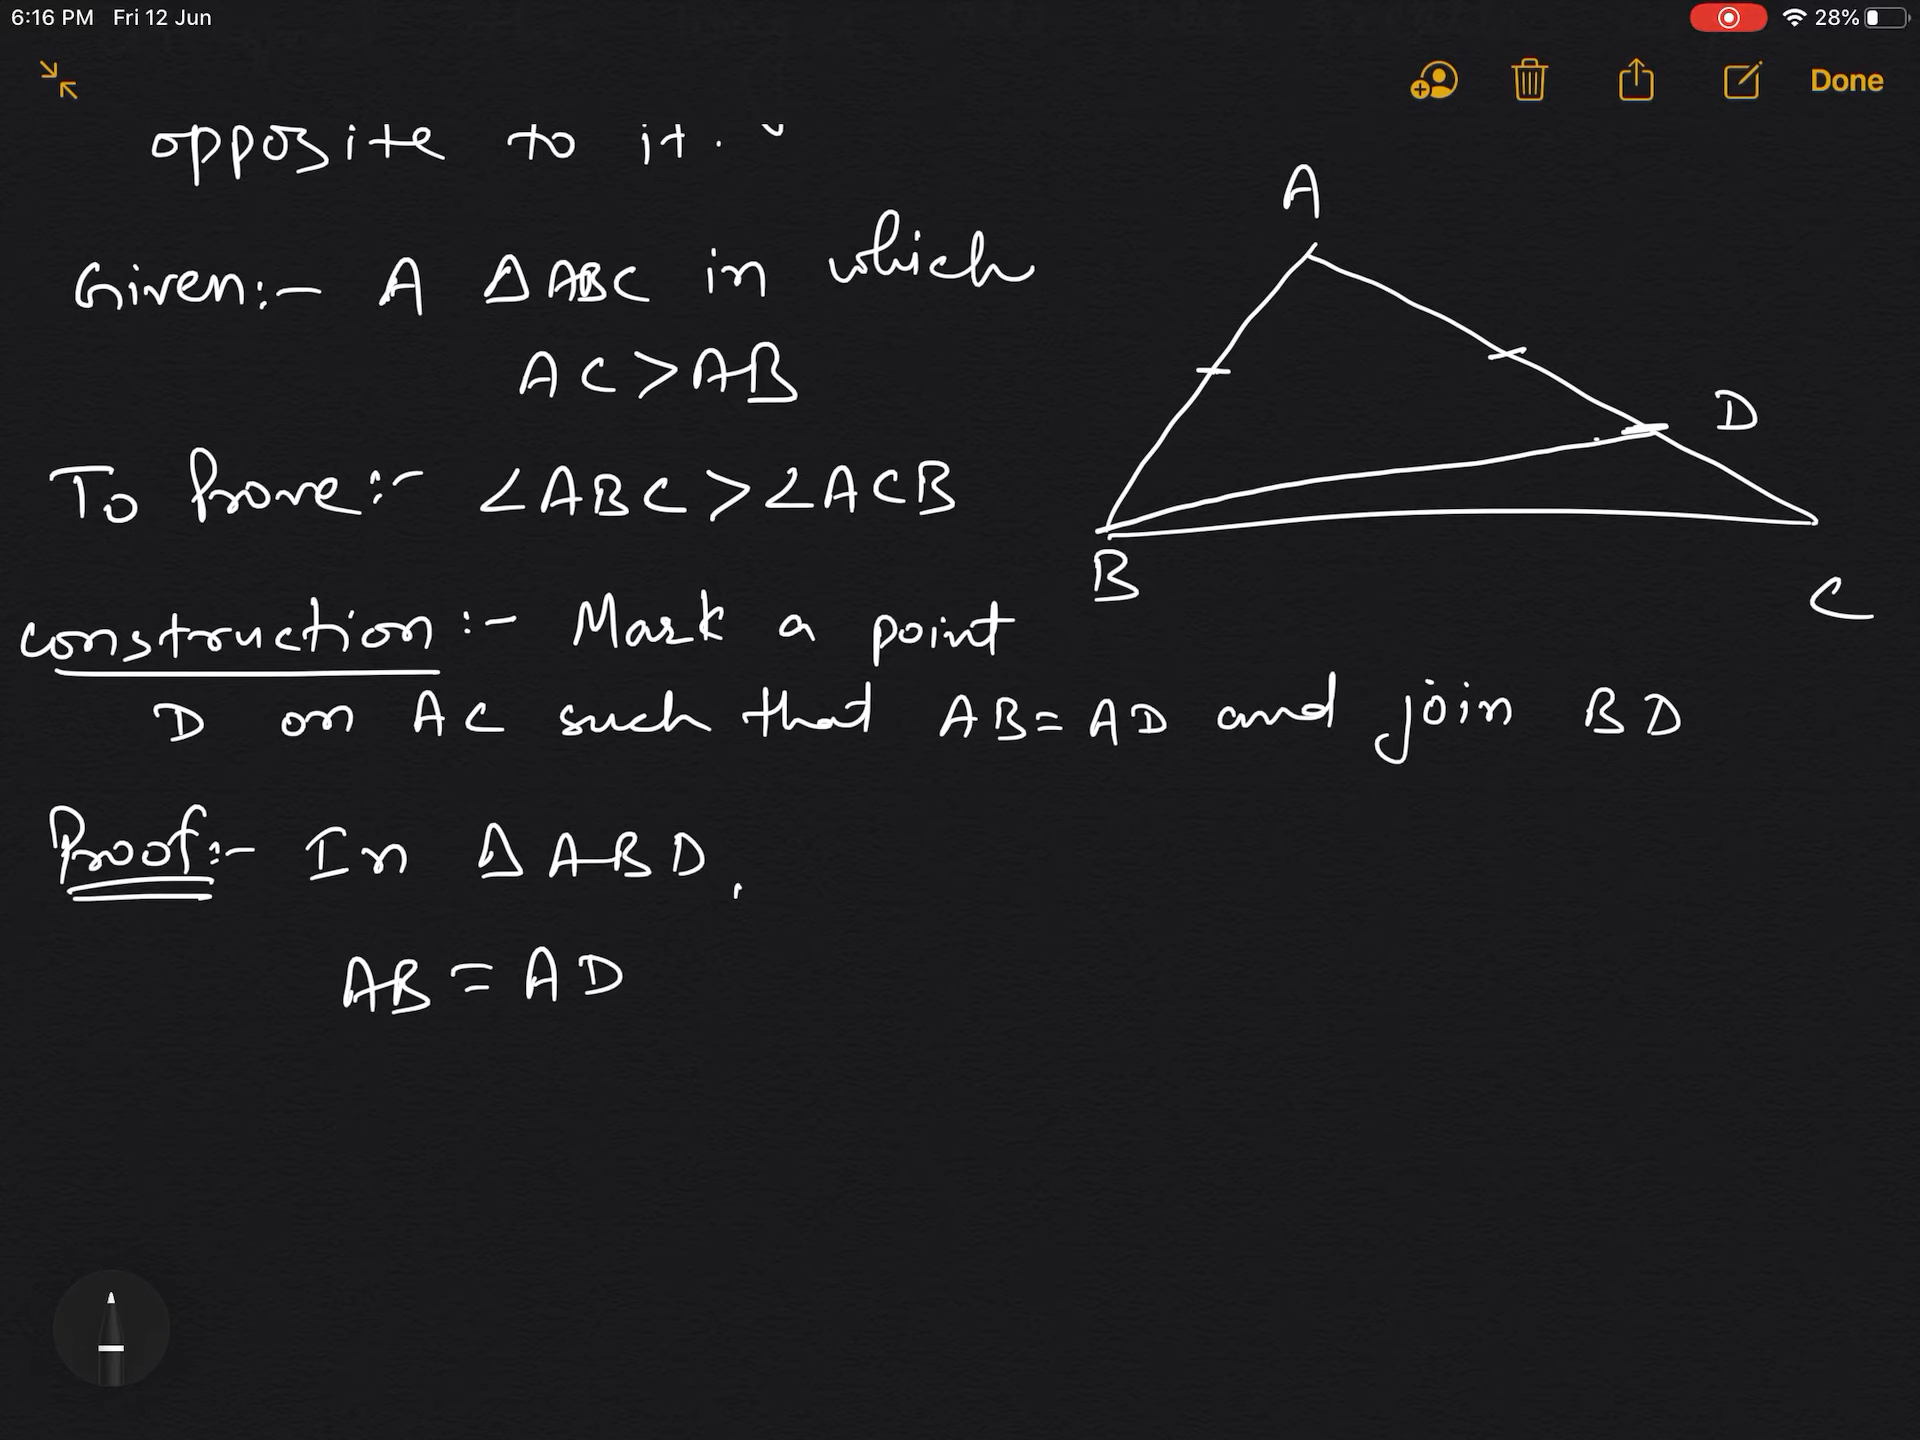 6:16 PM Fri 12 Jun 28%
Done
opposite to it.
A
Given:- A ΔABC in which
AC>AB
D
To Prove:- ∠ABC>∠ACB
B
C
Construction:- Mark a point
D on AC such that AB=AD and join BD
Proof:- In ΔABD,
AB=AD